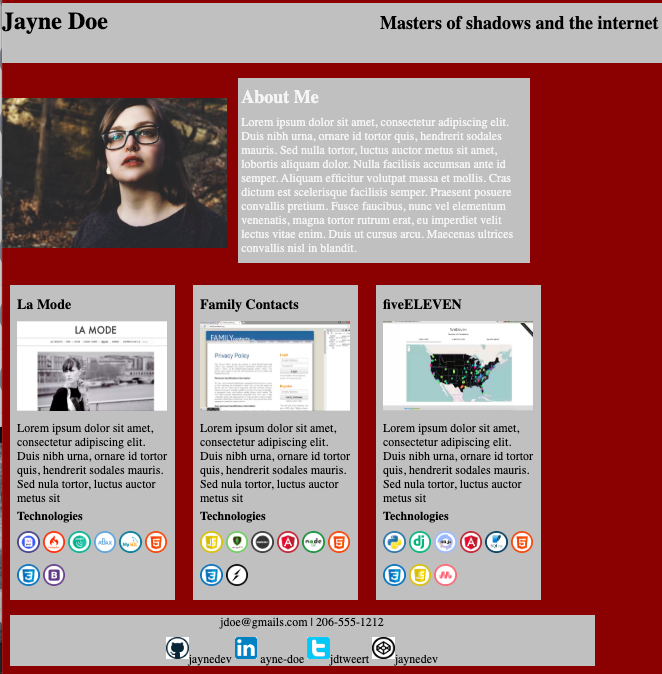 Jayne Doe
Masters of shadows and the internet
About Me
Lorem ipsum dolor sit amet, consectetur adipiscing elit.
Duis nibh urna, ornare id tortor quis, hendrerit sodales
mauris. Sed nulla tortor, luctus auctor metus sit amet,
lobortis aliquam dolor. Nulla facilisis accumsan ante id
semper. Aliquam efficitur volutpat massa et mollis. Cras
dictum est scelerisque facilisis semper. Praesent posuere
convallis pretium. Fusce faucibus, nunc vel elementum
venenatis, magna tortor rutrum erat, eu imperdiet velit
lectus vitae enim. Duis ut cursus arcu. Maecenas ultrices
convallis nisl in blandit.
La Mode
LA MODE
Lorem ipsum dolor sit amet,
consectetur adipiscing elit.
Duis nibh urna, ornare id tortor
quis, hendrerit sodales mauris.
Sed nula tortor, luctus auctor
metus sit
Technologies
Family Contacts
FAMILY
Privacy Policy
Lorem ipsum dolor sit amet,
consectetur adipiscing elit.
Duis nibh urna, ornare id tortor
quis, hendrerit sodales mauris.
Sed nula tortor, luctus auctor
metus sit
Technologies
node
fiveELEVEN
Lorem ipsum dolor sit amet,
consectetur adipiscing elit.
Duis nibh urna, ornare id tortor
quis, hendrerit sodales mauris.
Sed nula tortor, luctus auctor
metus sit
Technologies
dj
jdoe@gmails.com | 206-555-1212
jaynedev in ayne-doe jdtweert jaynedev